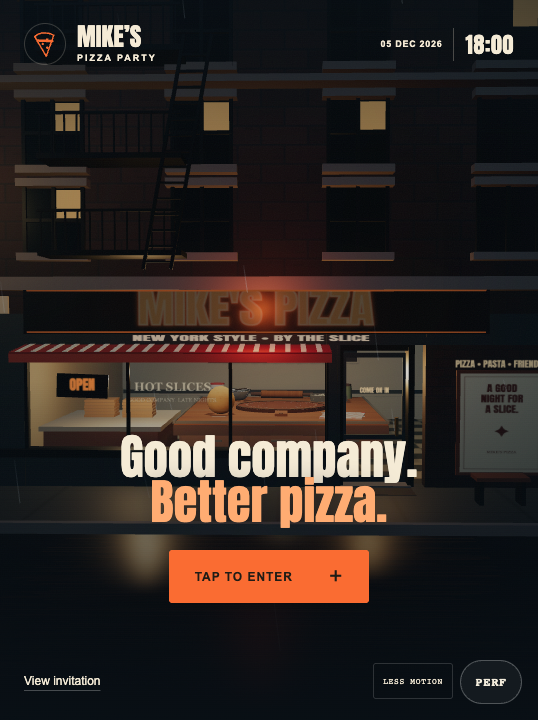 MIKE'S
PIZZA PARTY
05 DEC 2026
18:00
MIKE'S PIZZA
NEW YORK STYLE • BY THE SLICE
OPEN
HOT SLICES
COME ON IN
PIZZA • PASTA • FRIEND
A GOOD
NIGHT FOR
A SLICE.
Good company.
Better pizza.
TAP TO ENTER +
View invitation
LESS MOTION
PERF